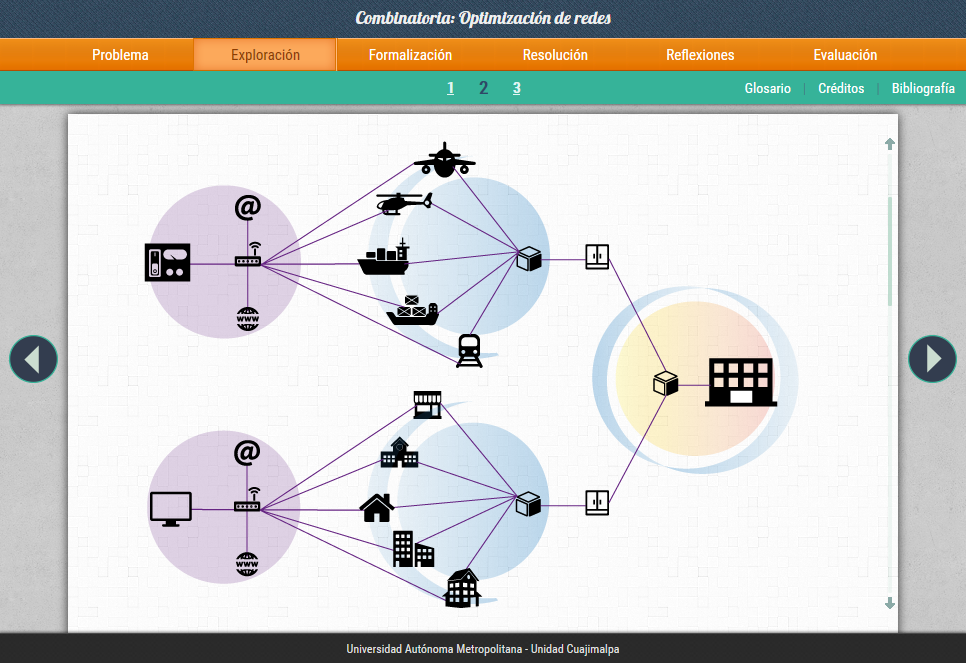 Combinatoria: Optimización de redes
Problema Exploración Formalización Resolución Reflexiones Evaluación
1 2 3 Glosario | Créditos | Bibliografía
@
www
@
www
Universidad Autónoma Metropolitana - Unidad Cuajimalpa